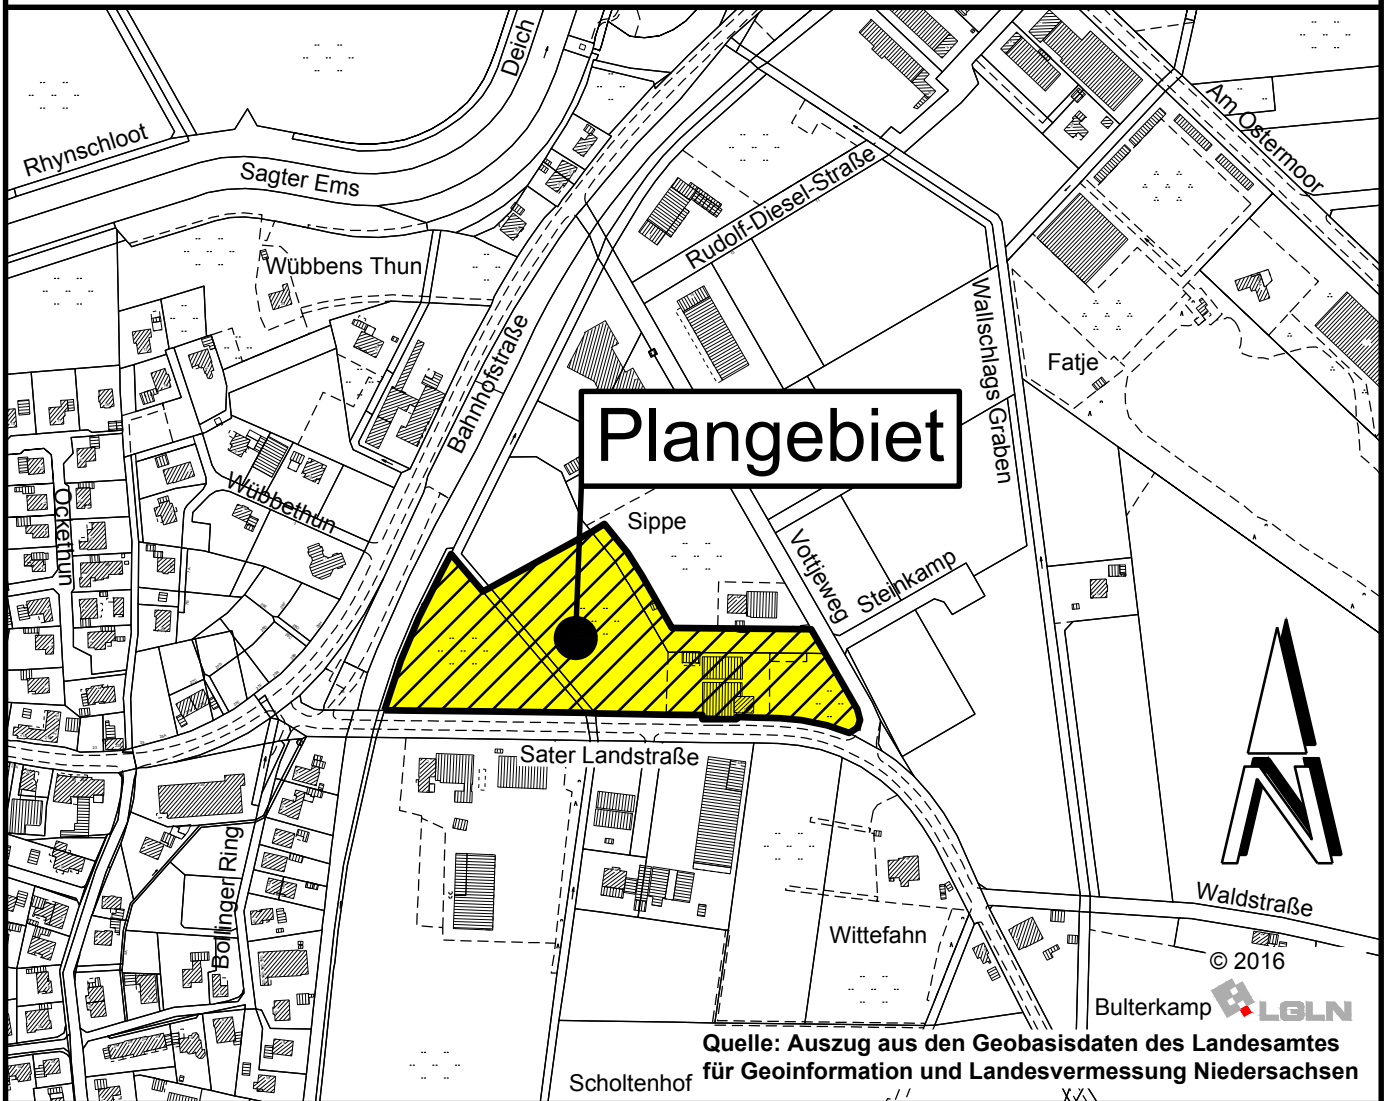 Deich
Rhynschloot
Sagter Ems
Am Ostermoor
Rudolf-Diesel-Straße
Wübbens Thun
Wallschlags Graben
Bahnhofstraße
Fatje
Plangebiet
Wübbethun
Ockethun
Sippe
Votjeweg
Steinkamp
Sater Landstraße
Bollinger Ring
Waldstraße
Wittefahn
© 2016
Bulterkamp
LGLN
Quelle: Auszug aus den Geobasisdaten des Landesamtes
für Geoinformation und Landesvermessung Niedersachsen
Scholtenhof
N